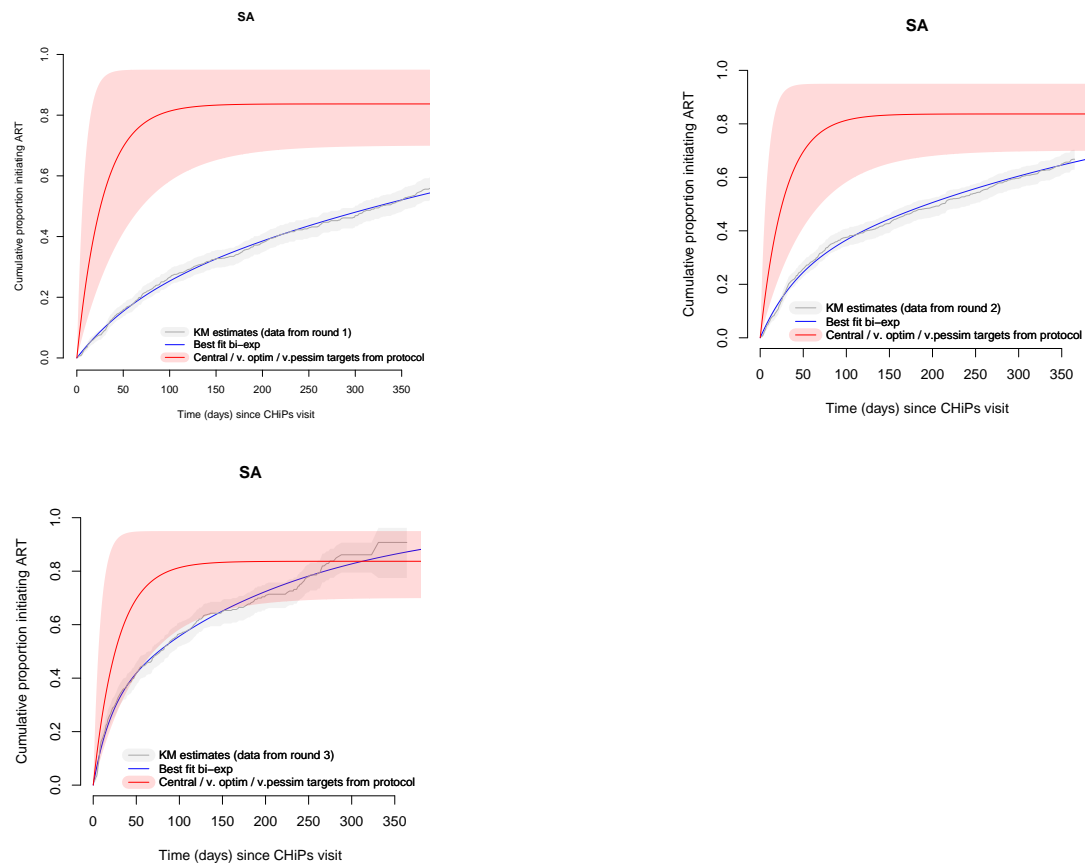 SA
Cumulative proportion initiating ART
1.0
0.8
0.6
0.4
0.2
0.0
KM estimates (data from round 1)
Best fit bi−exp
Central / v. optim / v.pessim targets from protocol
0 50 100 150 200 250 300 350
Time (days) since CHiPs visit
SA
Cumulative proportion initiating ART
1.0
0.8
0.6
0.4
0.2
0.0
KM estimates (data from round 2)
Best fit bi−exp
Central / v. optim / v.pessim targets from protocol
0 50 100 150 200 250 300 350
Time (days) since CHiPs visit
SA
Cumulative proportion initiating ART
1.0
0.8
0.6
0.4
0.2
0.0
KM estimates (data from round 3)
Best fit bi−exp
Central / v. optim / v.pessim targets from protocol
0 50 100 150 200 250 300 350
Time (days) since CHiPs visit